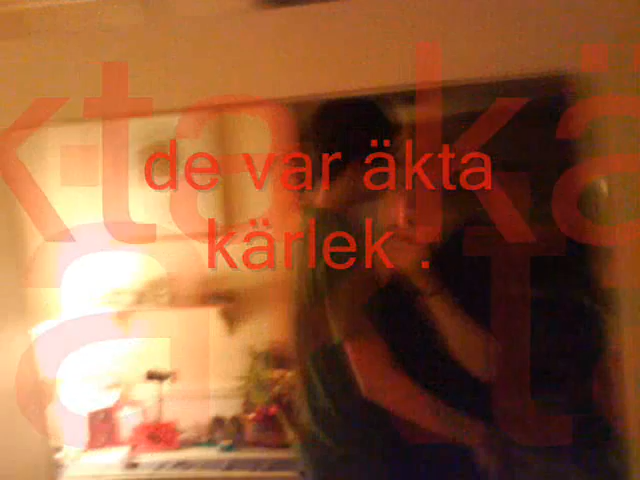 de var äkta
kärlek .